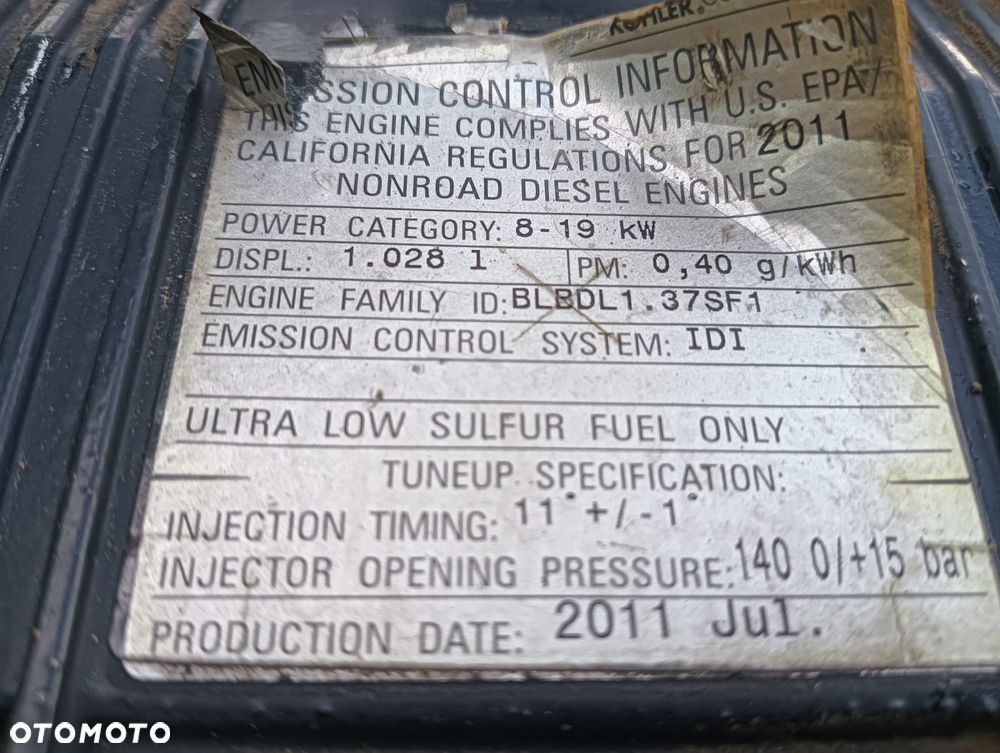 KOHLER.
EMISSION CONTROL INFORMATION
THIS ENGINE COMPLIES WITH U.S. EPA/
CALIFORNIA REGULATIONS FOR 2011
NONROAD DIESEL ENGINES
POWER CATEGORY: 8-19 kW
DISPL.: 1.028 l PM: 0,40 g/kWh
ENGINE FAMILY ID: BLBDL1.37SF1
EMISSION CONTROL SYSTEM: IDI
ULTRA LOW SULFUR FUEL ONLY
TUNEUP SPECIFICATION:
INJECTION TIMING: 11°+/-1°
INJECTOR OPENING PRESSURE: 140 0/+15 bar
PRODUCTION DATE: 2011 Jul.
OTOMOTO